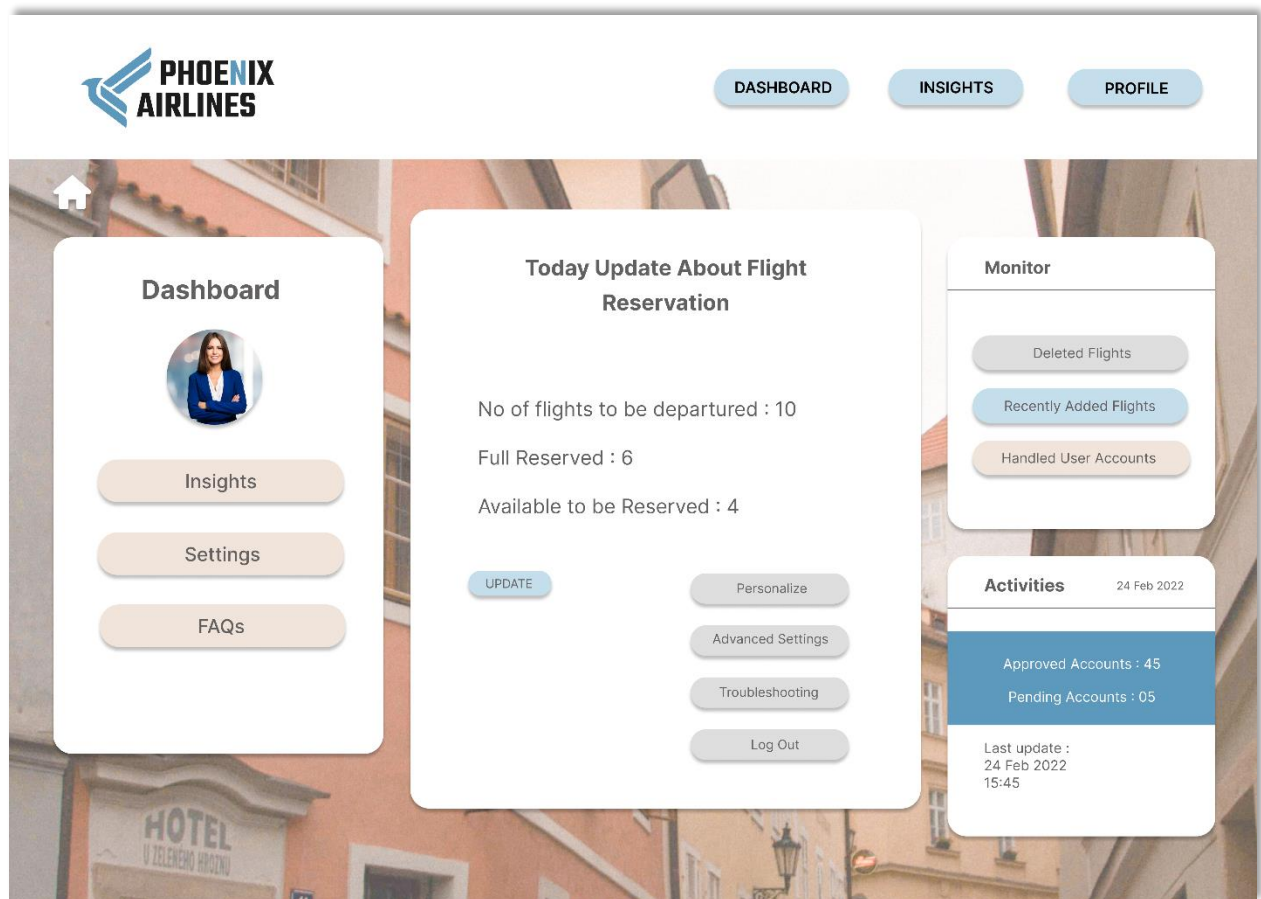 PHOENIX
AIRLINES
DASHBOARD
INSIGHTS
PROFILE
Dashboard
Insights
Settings
FAQs
Today Update About Flight
Reservation
No of flights to be departured : 10
Full Reserved : 6
Available to be Reserved : 4
UPDATE
Personalize
Advanced Settings
Troubleshooting
Log Out
Monitor
Deleted Flights
Recently Added Flights
Handled User Accounts
Activities 24 Feb 2022
Approved Accounts : 45
Pending Accounts : 05
Last update :
24 Feb 2022
15:45
HOTEL
U ZELENÉHO HROZNU